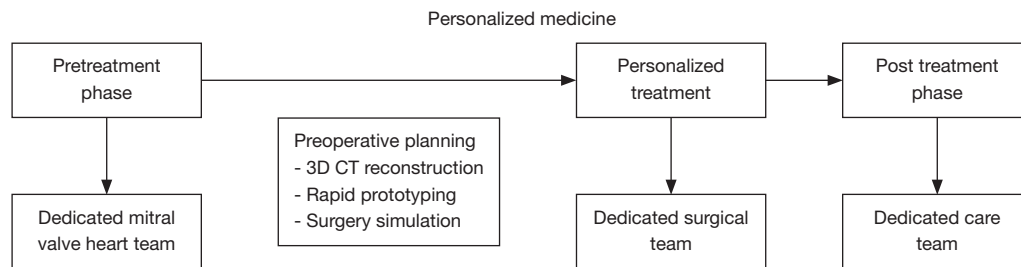 Personalized medicine
Pretreatment
phase
Personalized
treatment
Post treatment
phase
Preoperative planning
- 3D CT reconstruction
- Rapid prototyping
- Surgery simulation
Dedicated mitral
valve heart team
Dedicated surgical
team
Dedicated care
team